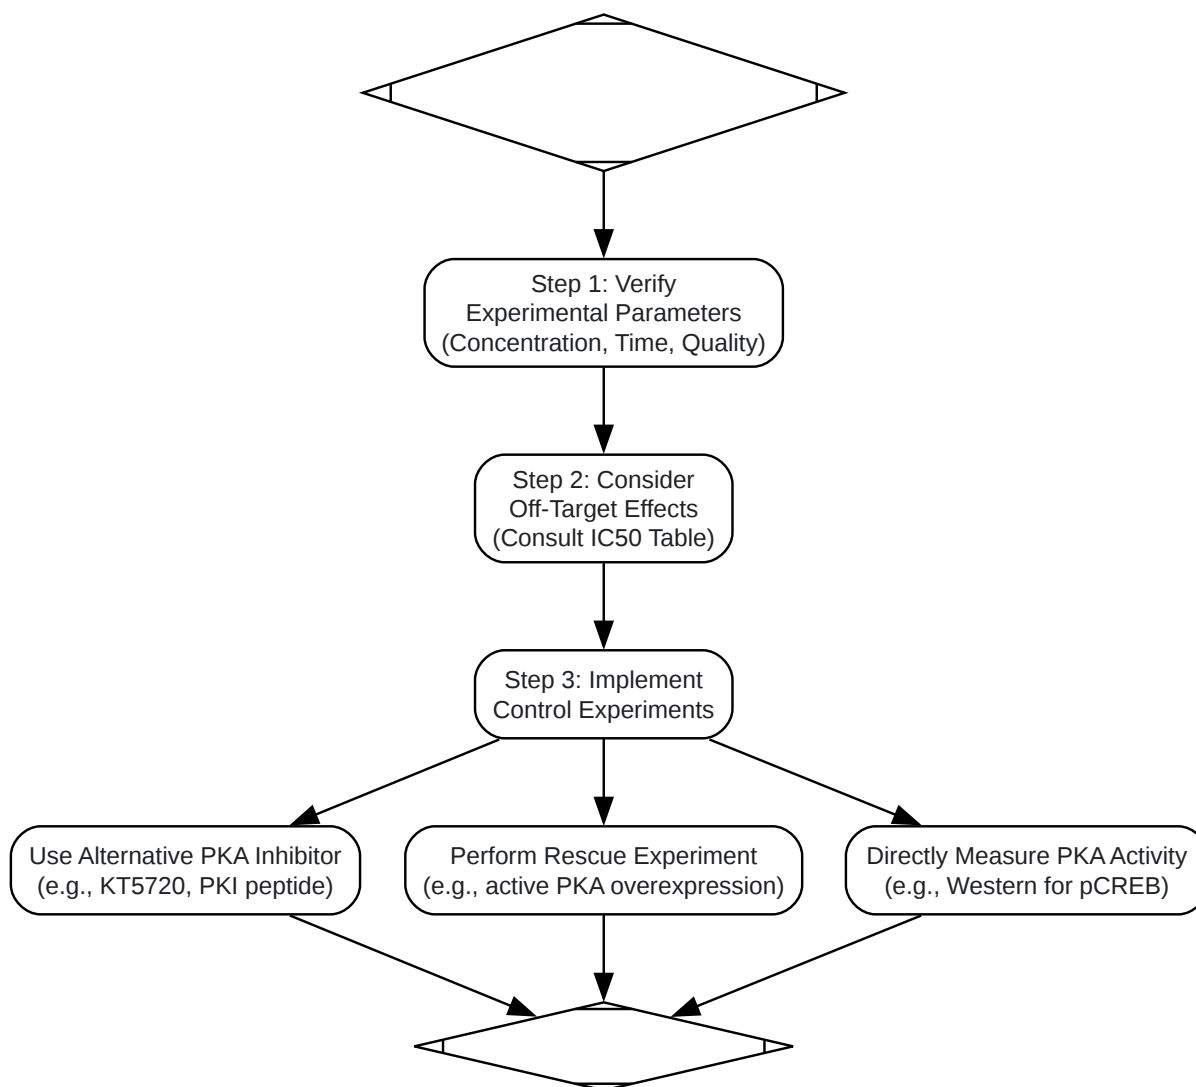 Step 1: Verify
Experimental Parameters
(Concentration, Time, Quality)
Step 2: Consider
Off-Target Effects
(Consult IC50 Table)
Step 3: Implement
Control Experiments
Use Alternative PKA Inhibitor
(e.g., KT5720, PKI peptide)
Perform Rescue Experiment
(e.g., active PKA overexpression)
Directly Measure PKA Activity
(e.g., Western for pCREB)